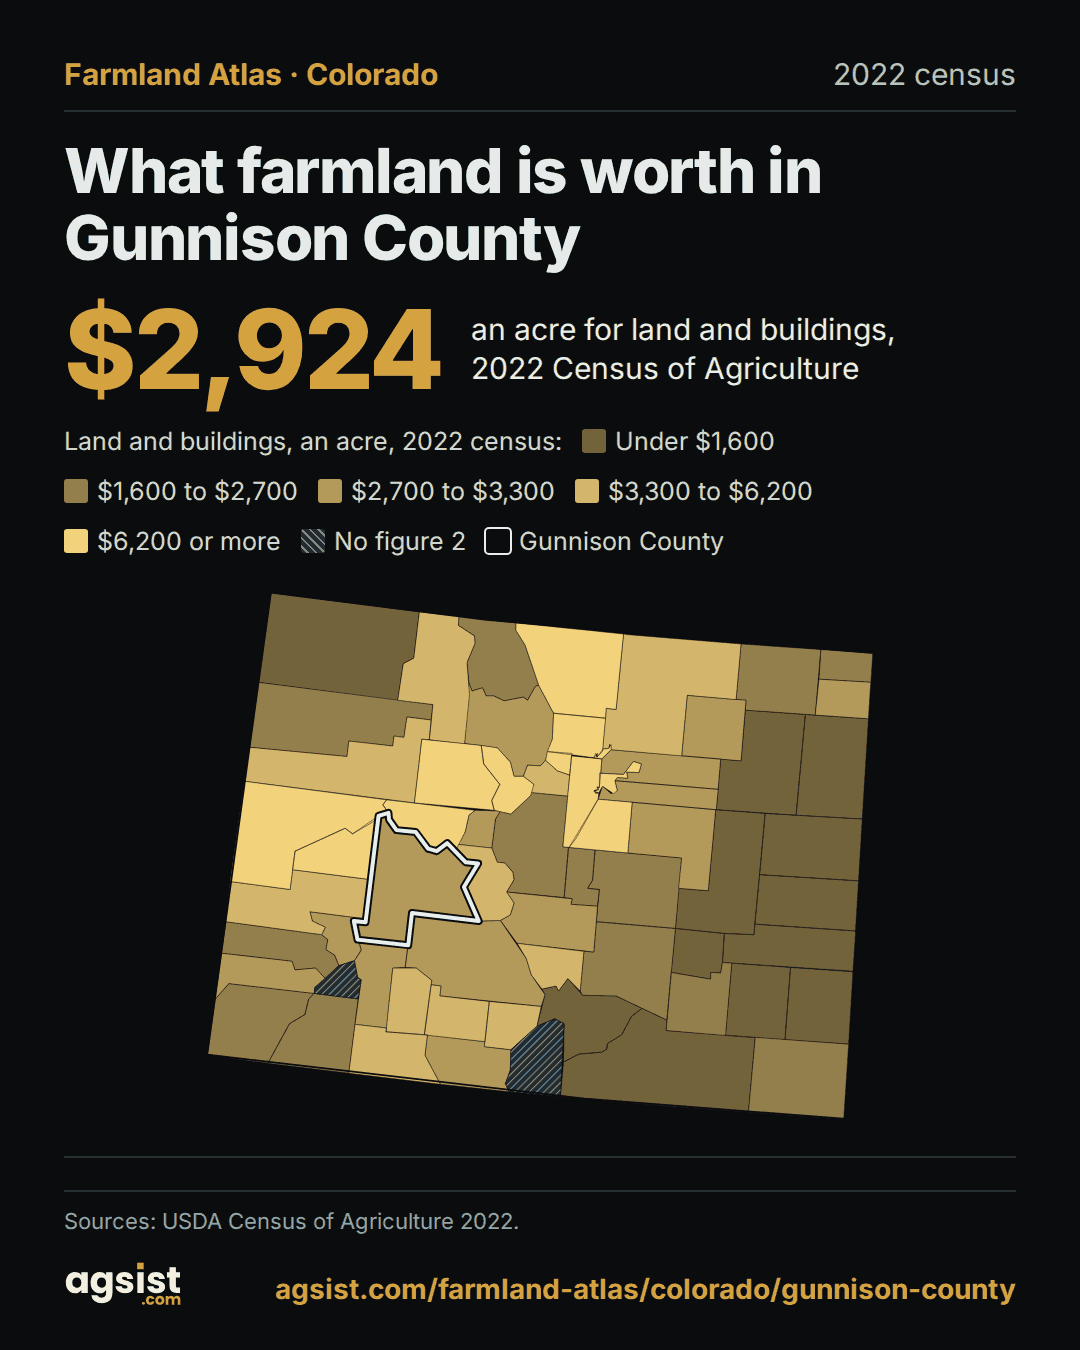 Farmland Atlas · Colorado
2022 census
What farmland is worth in
Gunnison County
$2,924
an acre for land and buildings,
2022 Census of Agriculture
Land and buildings, an acre, 2022 census: Under $1,600
$1,600 to $2,700 $2,700 to $3,300 $3,300 to $6,200
$6,200 or more No figure 2 Gunnison County
Sources: USDA Census of Agriculture 2022.
agsist
.com
agsist.com/farmland-atlas/colorado/gunnison-county